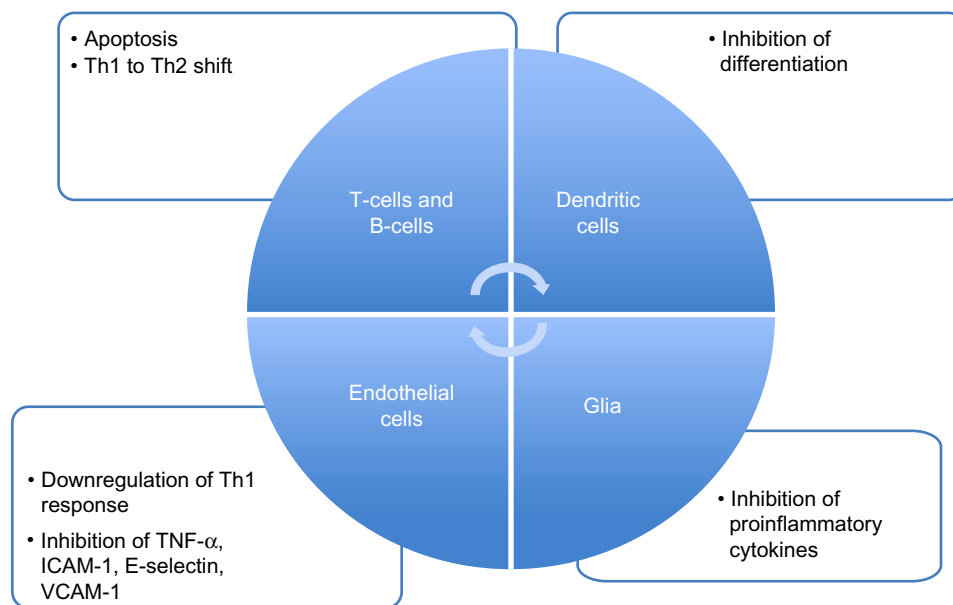 • Apoptosis
• Th1 to Th2 shift
• Inhibition of
differentiation
T-cells and
B-cells
Dendritic
cells
Endothelial
cells
Glia
• Downregulation of Th1
response
• Inhibition of TNF-α,
ICAM-1, E-selectin,
VCAM-1
• Inhibition of
proinflammatory
cytokines